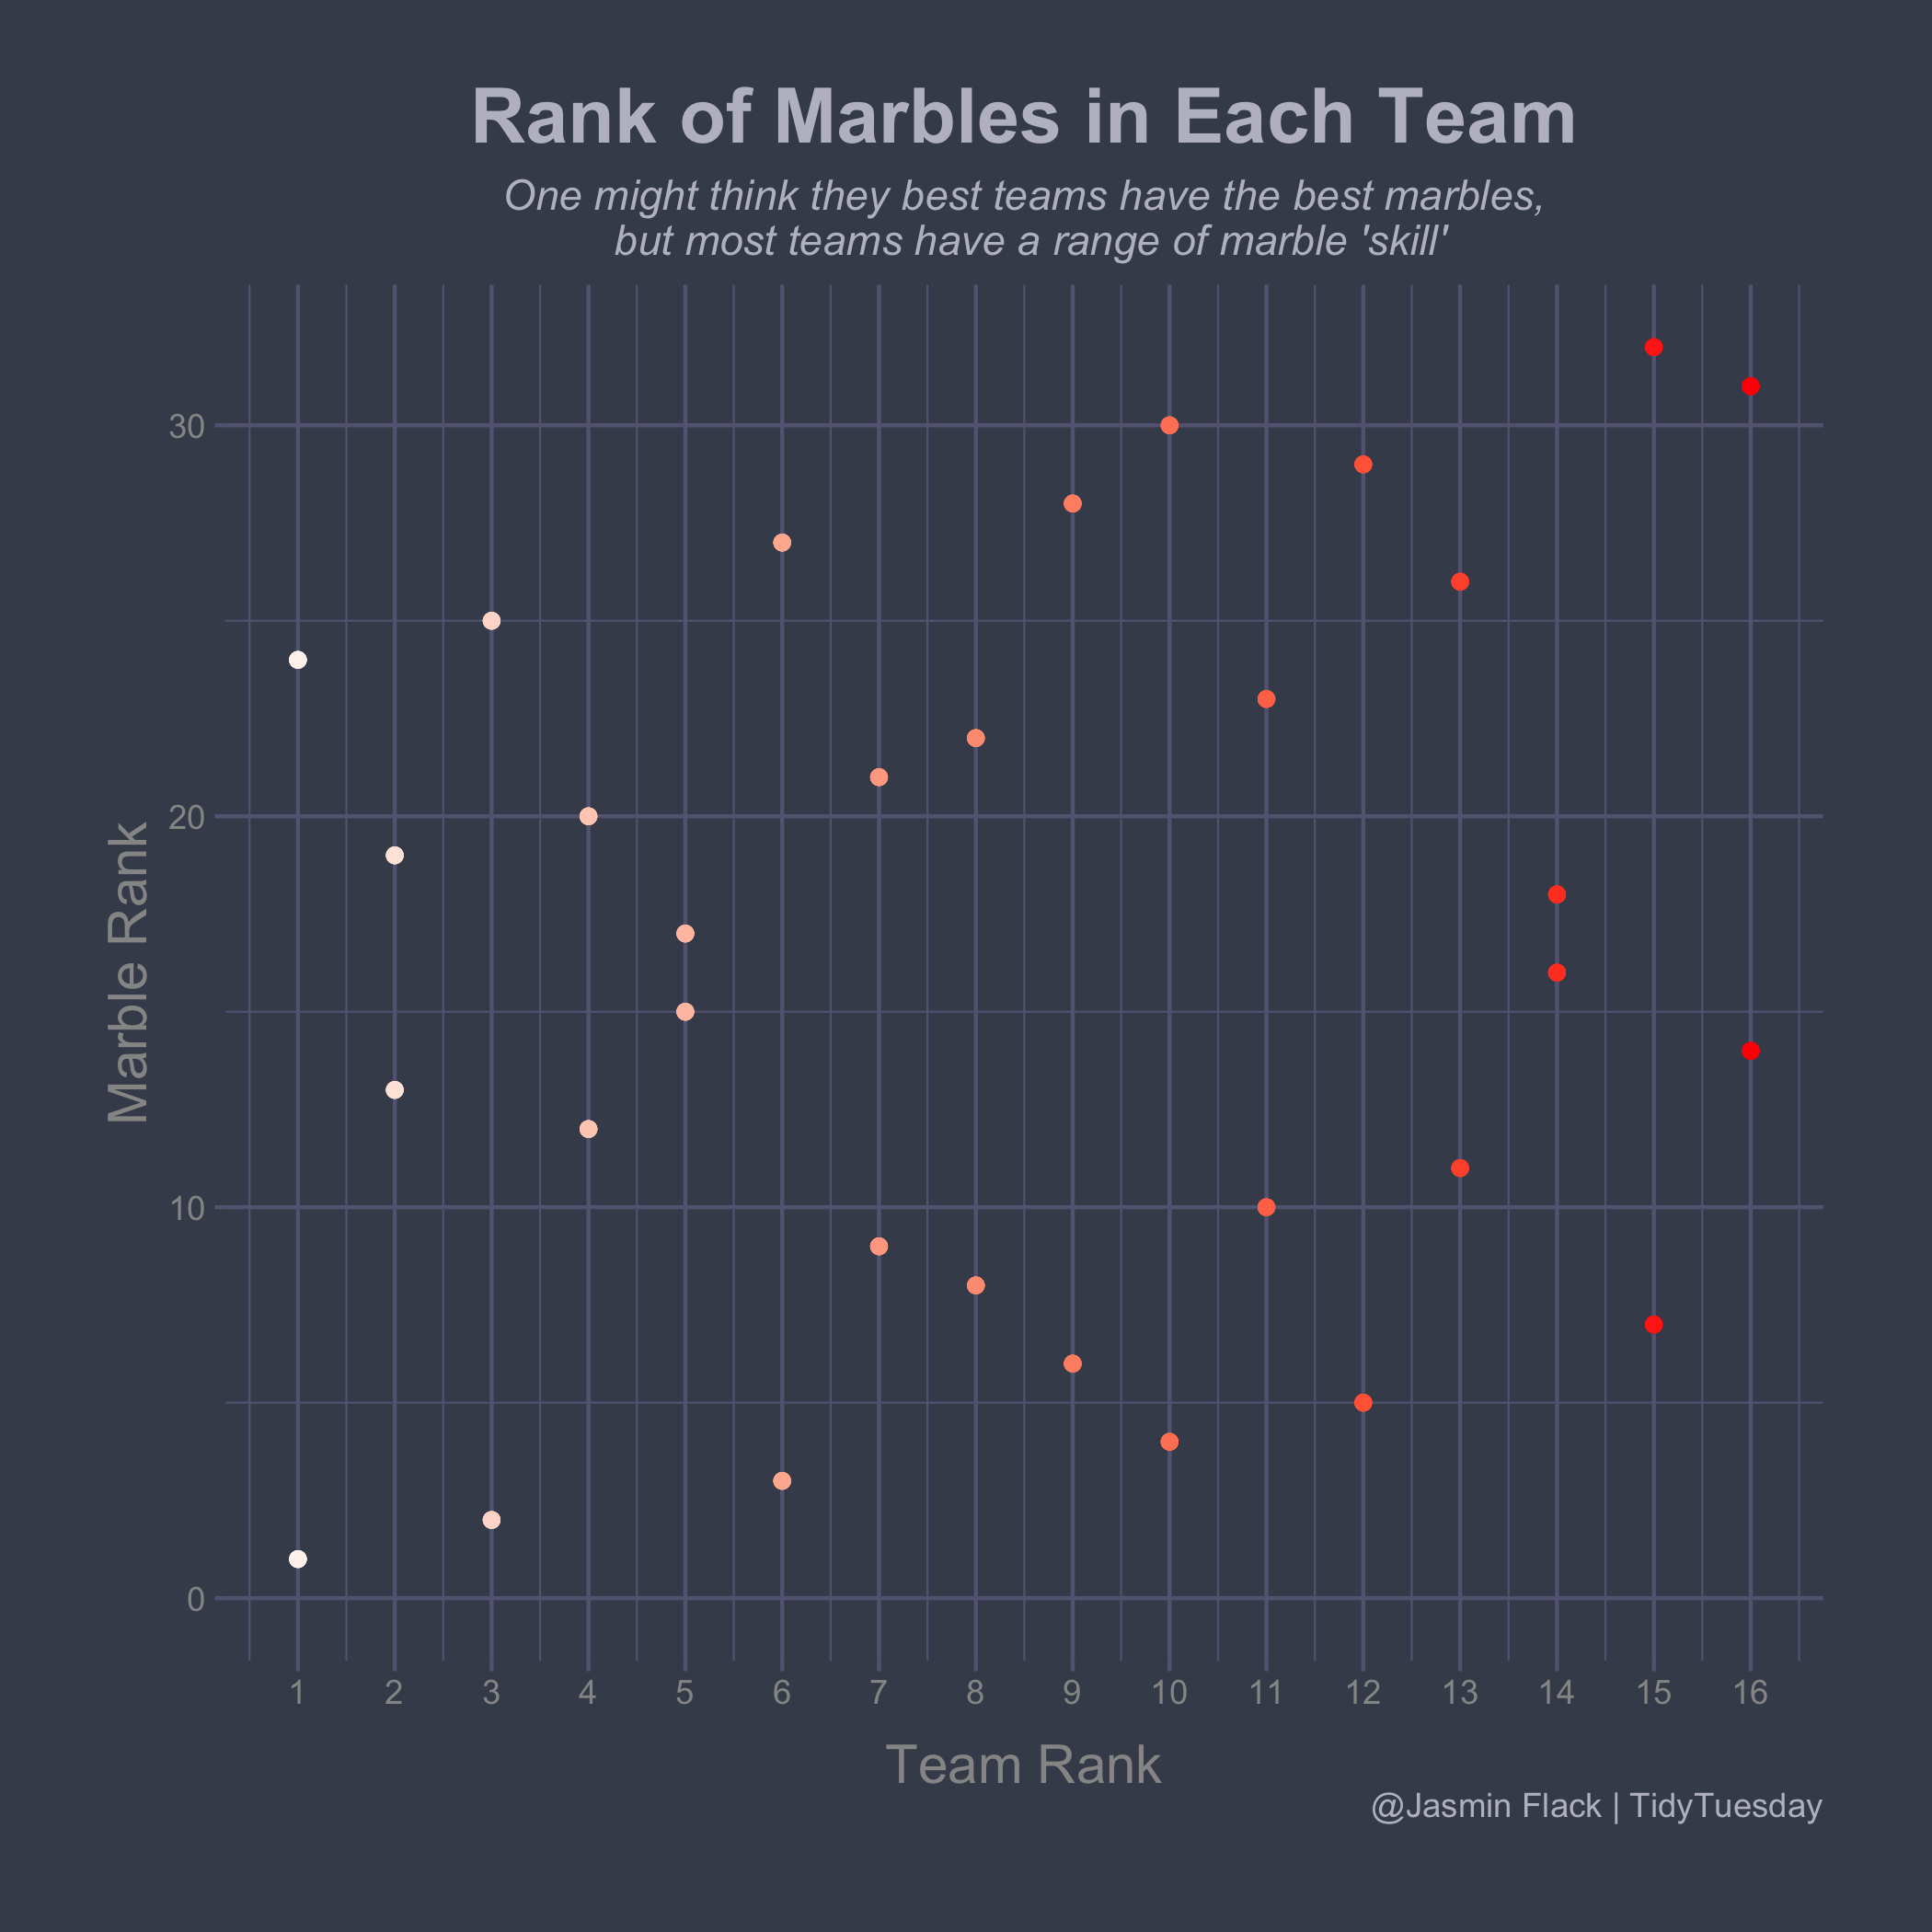 Rank of Marbles in Each Team
One might think they best teams have the best marbles,
but most teams have a range of marble 'skill'
Marble Rank
30
20
10
0
1 2 3 4 5 6 7 8 9 10 11 12 13 14 15 16
Team Rank
@Jasmin Flack | TidyTuesday